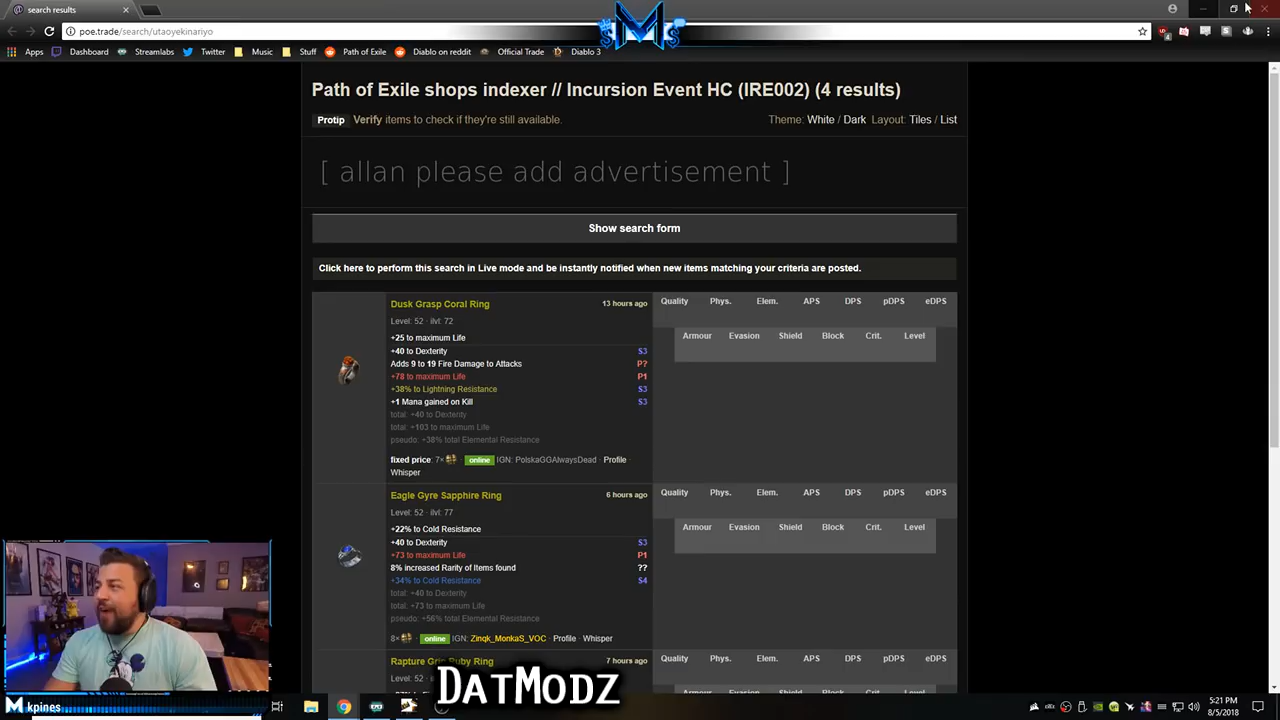 search results
poe.trade/search/utaoyekinariyo
Apps Dashboard Streamlabs Twitter Music Stuff Path of Exile Diablo on reddit Official Trade Diablo 3
Path of Exile shops indexer // Incursion Event HC (IRE002) (4 results)
Protip Verify items to check if they're still available. Theme: White / Dark Layout: Tiles / List
[ allan please add advertisement ]
Show search form
Click here to perform this search in Live mode and be instantly notified when new items matching your criteria are posted.
Dusk Grasp Coral Ring 13 hours ago Quality Phys. Elem. APS DPS pDPS eDPS
Level: 52 · ilvl: 72
+25 to maximum Life Armour Evasion Shield Block Crit. Level
+40 to Dexterity S3
Adds 9 to 19 Fire Damage to Attacks P?
+78 to maximum Life P1
+38% to Lightning Resistance S3
+1 Mana gained on Kill S3
total: +40 to Dexterity
total: +103 to maximum Life
pseudo: +38% total Elemental Resistance
fixed price: 7× · online IGN: PolskaGGAlwaysDead · Profile ·
Whisper
Eagle Gyre Sapphire Ring 6 hours ago Quality Phys. Elem. APS DPS pDPS eDPS
Level: 52 · ilvl: 77
+22% to Cold Resistance Armour Evasion Shield Block Crit. Level
+40 to Dexterity S3
+73 to maximum Life P1
8% increased Rarity of Items found ??
+34% to Cold Resistance S4
total: +40 to Dexterity
total: +73 to maximum Life
pseudo: +56% total Elemental Resistance
8× · online IGN: Zinqk_MonkaS_VOC · Profile · Whisper
Rapture Grip Ruby Ring 7 hours ago Quality Phys. Elem. APS DPS pDPS eDPS
Level: 52
DatModz
kpines
5:21 PM
8/5/2018